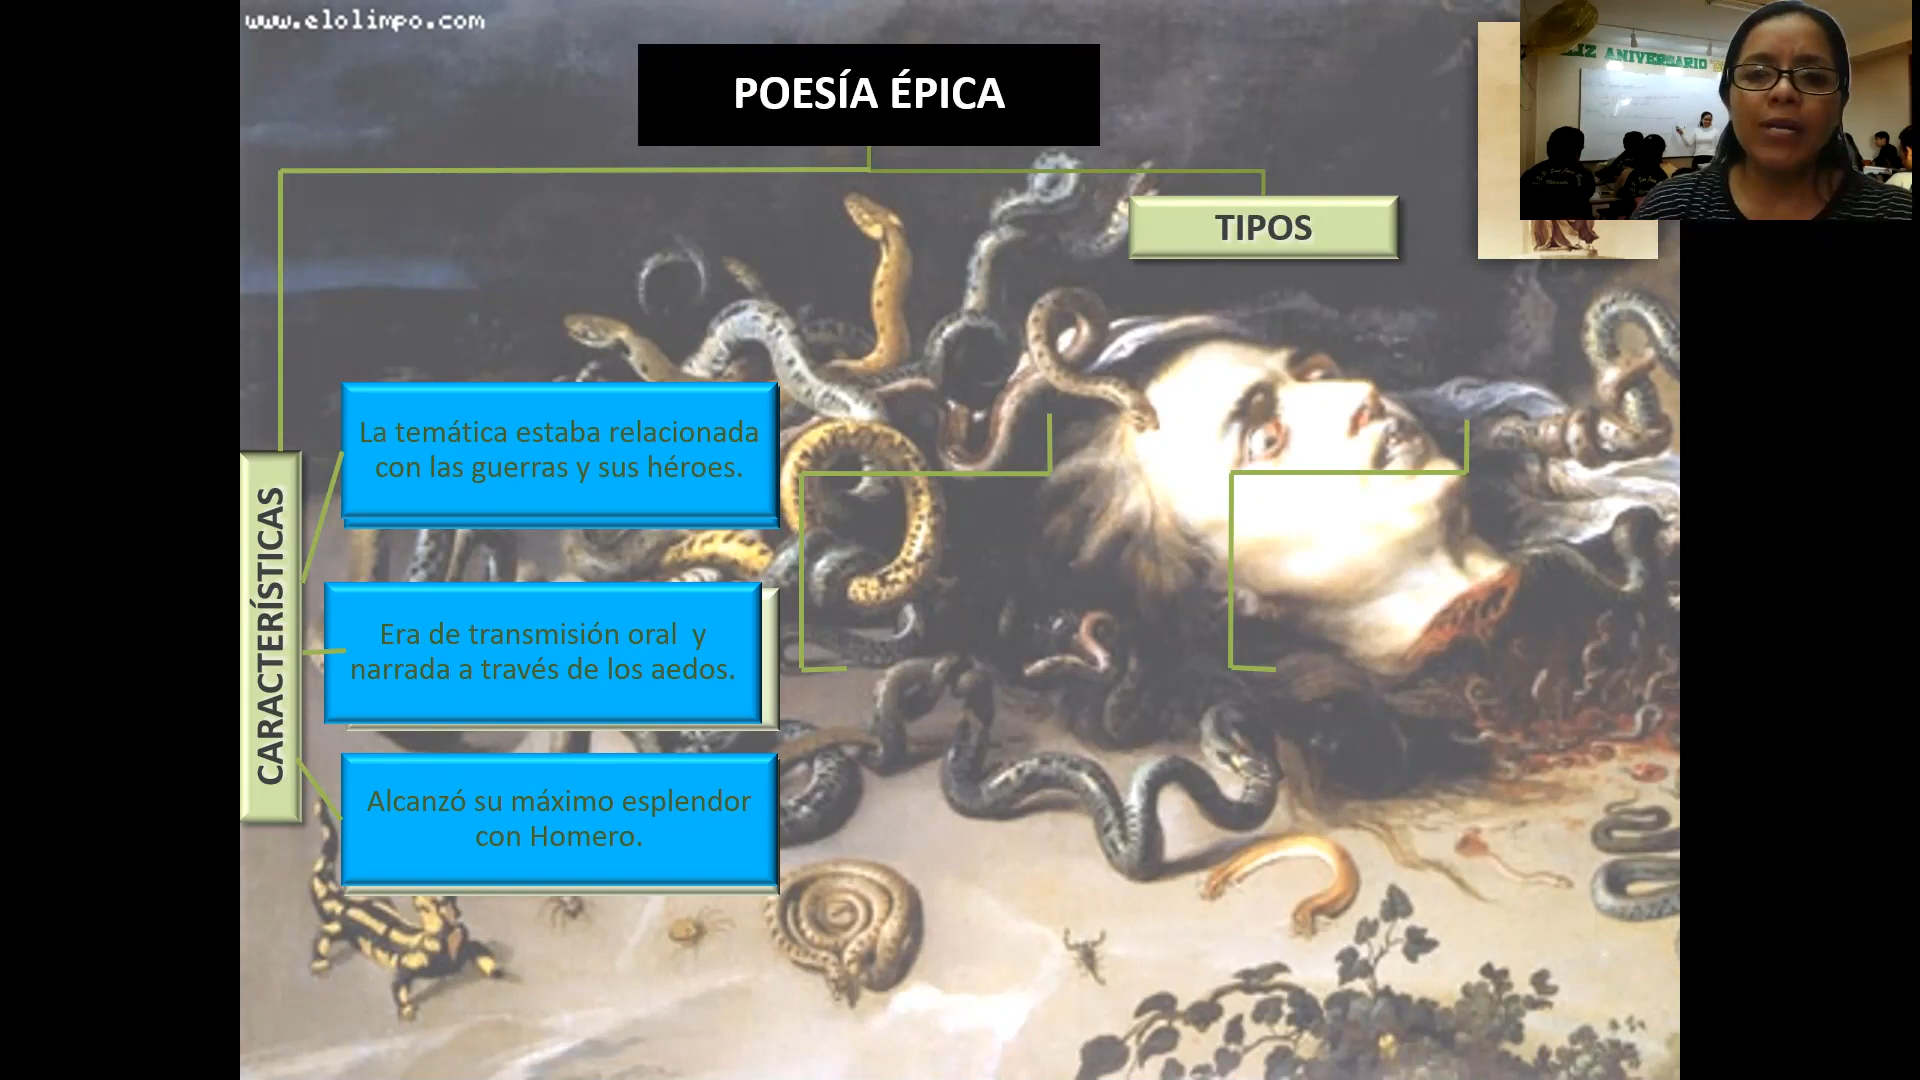 www.elolimpo.com
POESÍA ÉPICA
TIPOS
LIZ ANIVERSARIO
La temática estaba relacionada
con las guerras y sus héroes.
CARACTERÍSTICAS
Era de transmisión oral  y
narrada a través de los aedos.
Alcanzó su máximo esplendor
con Homero.